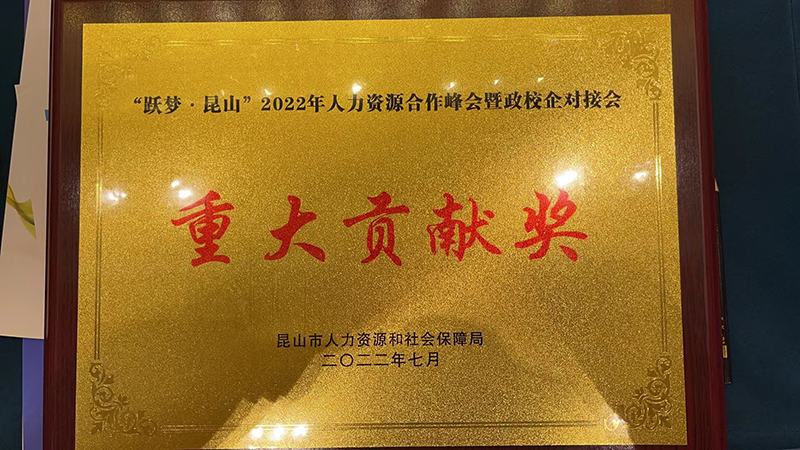 “跃梦·昆山”2022年人力资源合作峰会暨政校企对接会
重大贡献奖
昆山市人力资源和社会保障局
二〇二二年七月